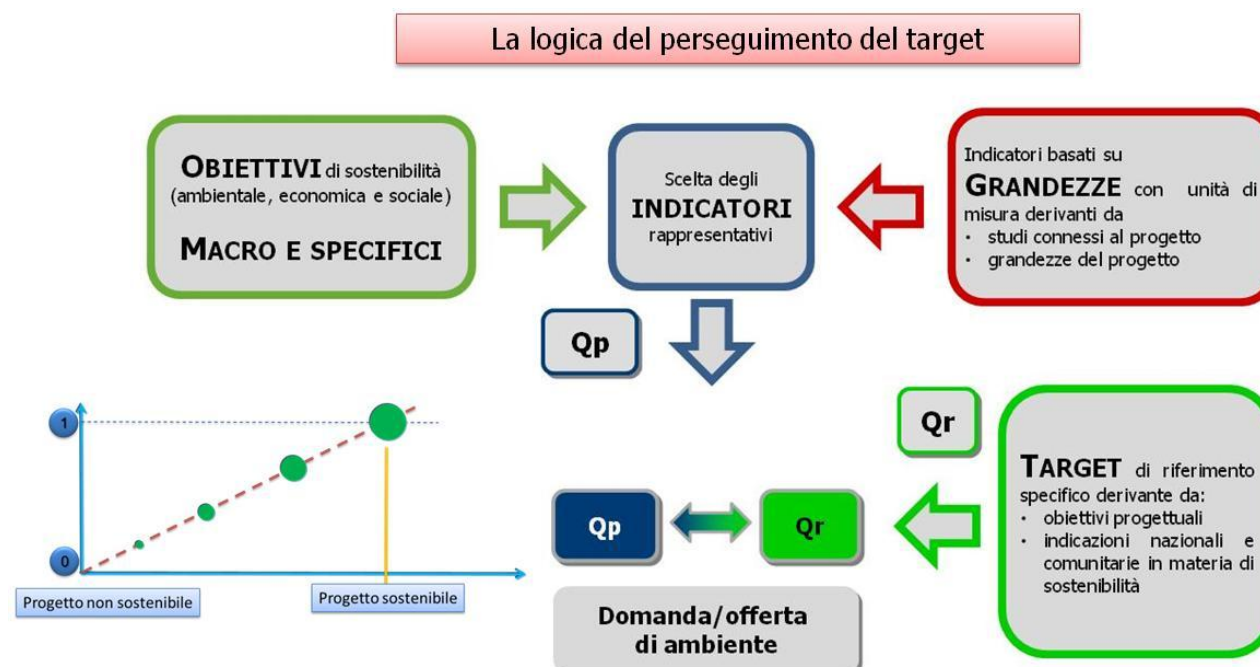 La logica del perseguimento del target
OBIETTIVI di sostenibilità
(ambientale, economica e sociale)
MACRO E SPECIFICI
Scelta degli
INDICATORI
rappresentativi
Indicatori basati su
GRANDEZZE con unità di
misura derivanti da
• studi connessi al progetto
• grandezze del progetto
Qp
Qr
1
0
Progetto non sostenibile
Progetto sostenibile
Qp
Qr
TARGET di riferimento
specifico derivante da:
• obiettivi progettuali
• indicazioni nazionali e
comunitarie in materia di
sostenibilità
Domanda/offerta
di ambiente